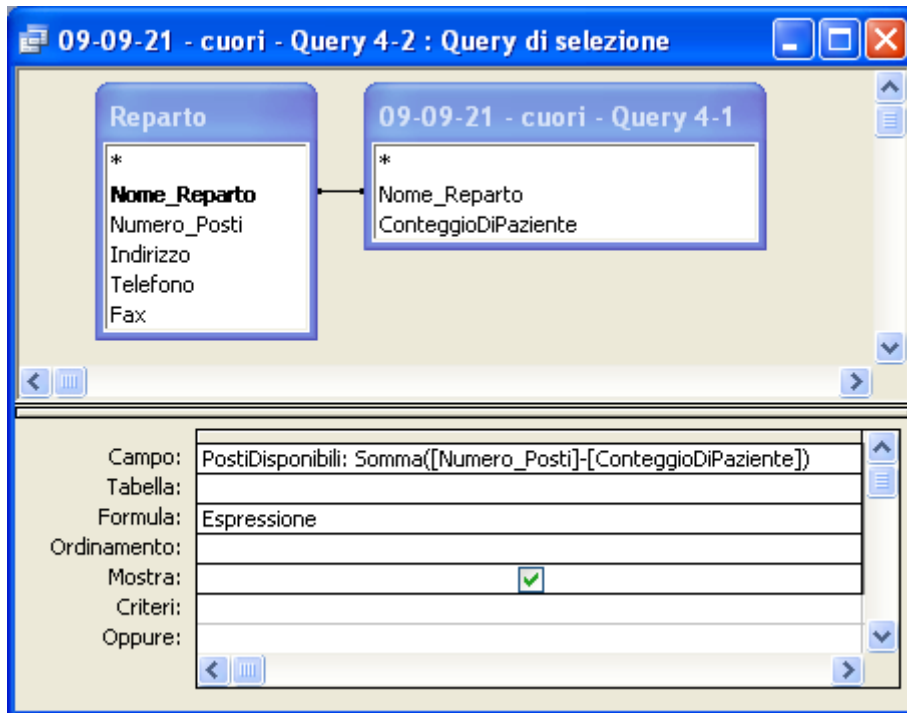 09-09-21 - cuori - Query 4-2 : Query di selezione
Reparto
*
Nome_Reparto
Numero_Posti
Indirizzo
Telefono
Fax
09-09-21 - cuori - Query 4-1
*
Nome_Reparto
ConteggioDiPaziente
Campo: PostiDisponibili: Somma([Numero_Posti]-[ConteggioDiPaziente])
Tabella:
Formula: Espressione
Ordinamento:
Mostra:
Criteri:
Oppure: